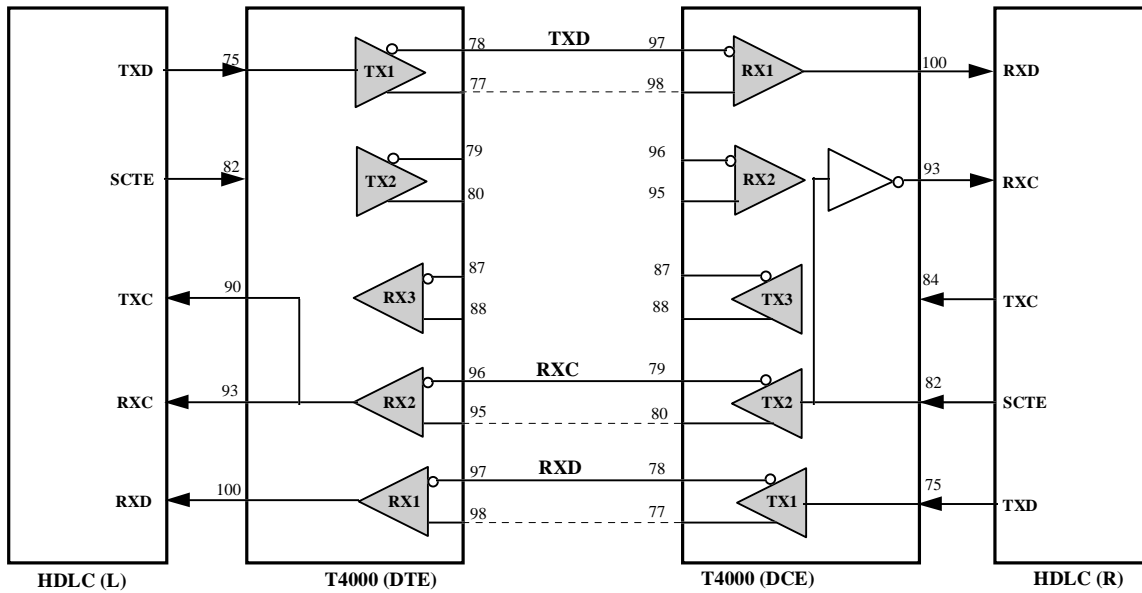 78 TXD 97
TXD 75 TX1 RX1 100 RXD
77 98
79 96
SCTE 82 TX2 RX2 93 RXC
80 95
87 87
TXC 90 RX3 TX3 84 TXC
88 88
96 RXC 79
RXC 93 RX2 TX2 82 SCTE
95 80
97 RXD 78
RXD 100 RX1 TX1 75 TXD
98 77
HDLC (L) T4000 (DTE) T4000 (DCE) HDLC (R)